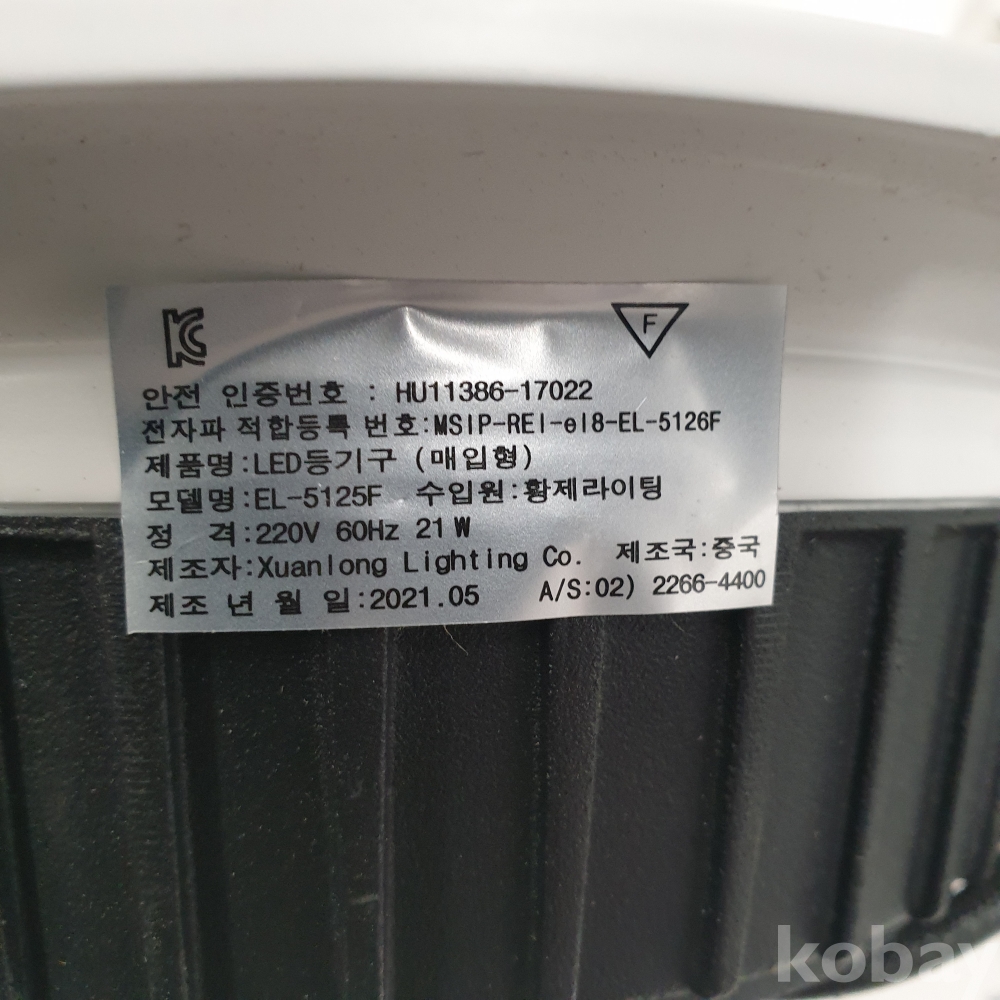 KC
F
안전 인증번호 : HU11386-17022
전자파 적합등록 번호:MSIP-REI-el8-EL-5126F
제품명:LED등기구 (매입형)
모델명:EL-5125F 수입원:황제라이팅
정 격:220V 60Hz 21W
제조자:Xuanlong Lighting Co. 제조국:중국
제조 년 월 일:2021.05 A/S:02) 2266-4400
kobay